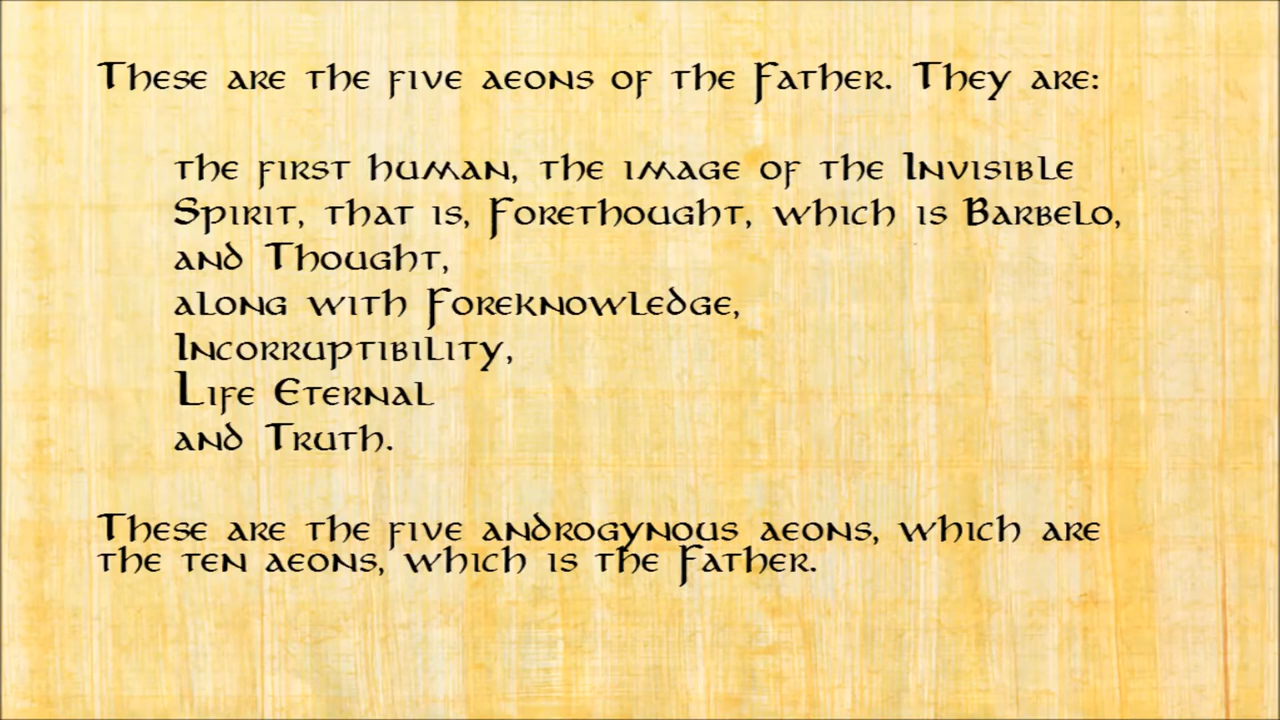 These are the five aeons of the Father. They are:
the first human, the image of the Invisible
Spirit, that is, Forethought, which is Barbelo,
and Thought,
along with Foreknowledge,
Incorruptibility,
Life Eternal
and Truth.
These are the five androgynous aeons, which are
the ten aeons, which is the Father.